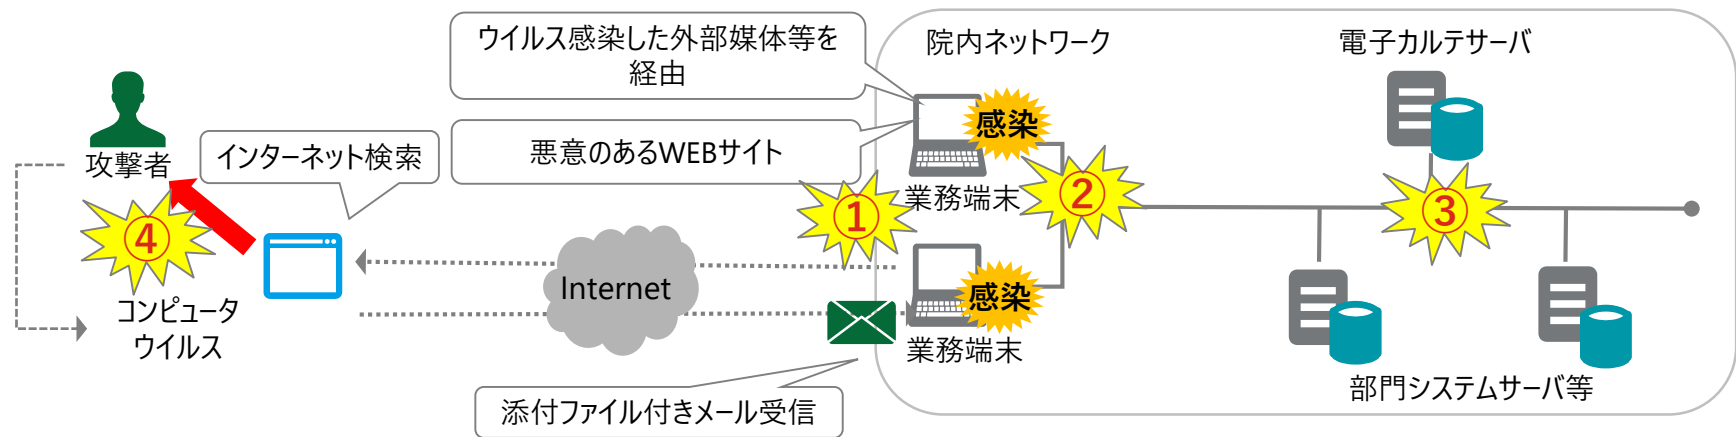 ウイルス感染した外部媒体等を
経由
院内ネットワーク
電子カルテサーバ
感染
悪意のあるWEBサイト
インターネット検索
攻撃者
業務端末
①
②
③
④
Internet
感染
コンピュータ
ウイルス
業務端末
部門システムサーバ等
添付ファイル付きメール受信